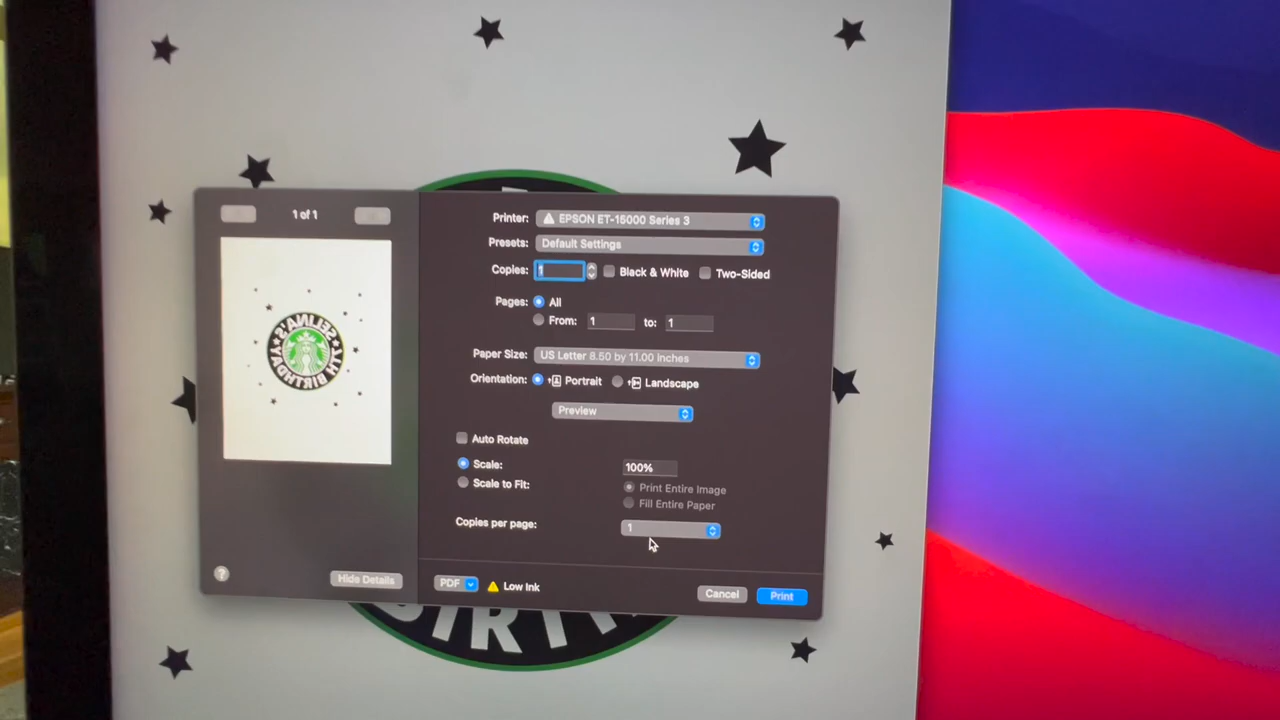 1 of 1
Printer: EPSON ET-15000 Series 3
Presets: Default Settings
Copies: 1 Black & White Two-Sided
Pages: All
From: 1 to: 1
Paper Size: US Letter 8.50 by 11.00 inches
Orientation: Portrait Landscape
Preview
SELINA'S
7TH BIRTHDAY
Auto Rotate
Scale: 100%
Scale to Fit: Print Entire Image
Fill Entire Paper
Copies per page: 1
? Hide Details PDF Low Ink Cancel Print